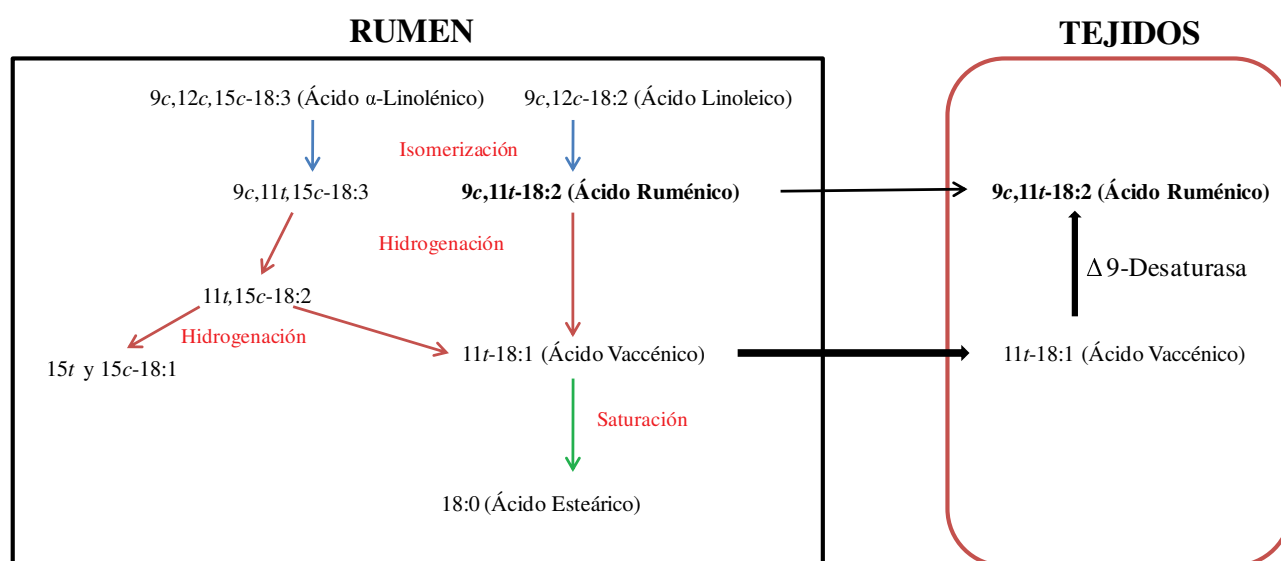 RUMEN
TEJIDOS
9c,12c,15c-18:3 (Ácido α-Linolénico)
9c,12c-18:2 (Ácido Linoleico)
Isomerización
9c,11t,15c-18:3
9c,11t-18:2 (Ácido Ruménico)
9c,11t-18:2 (Ácido Ruménico)
Hidrogenación
Δ9-Desaturasa
11t,15c-18:2
Hidrogenación
15t y 15c-18:1
11t-18:1 (Ácido Vaccénico)
11t-18:1 (Ácido Vaccénico)
Saturación
18:0 (Ácido Esteárico)